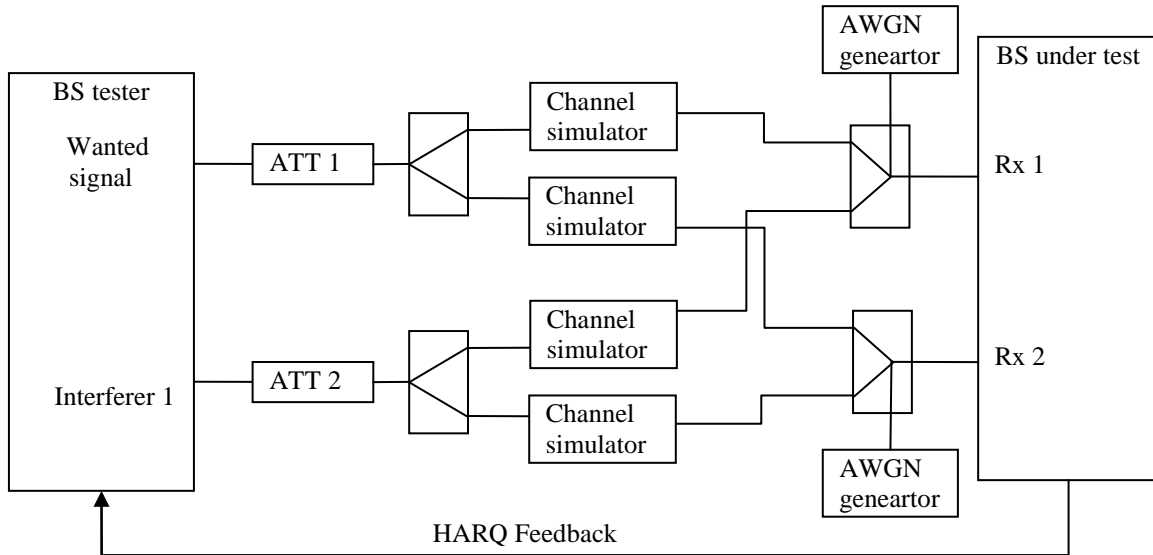 AWGN
geneartor
BS under test
BS tester
Wanted
signal
ATT 1
Channel
simulator
Channel
simulator
Rx 1
Interferer 1
ATT 2
Channel
simulator
Channel
simulator
Rx 2
AWGN
geneartor
HARQ Feedback